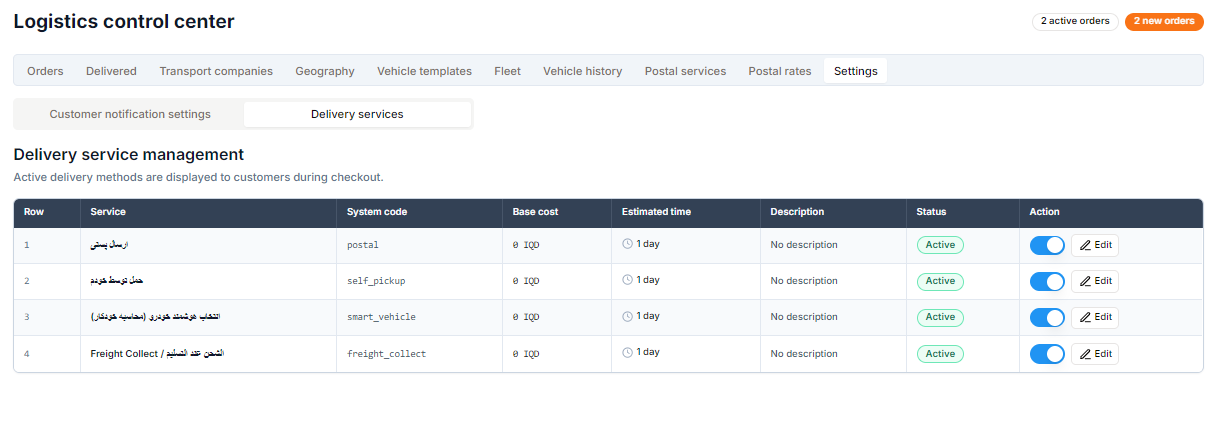 Logistics control center
2 active orders
2 new orders
Orders Delivered Transport companies Geography Vehicle templates Fleet Vehicle history Postal services Postal rates Settings
Customer notification settings Delivery services
Delivery service management
Active delivery methods are displayed to customers during checkout.
Row Service System code Base cost Estimated time Description Status Action
1 ارسال پستی postal 0 IQD 1 day No description Active Edit
2 حمل توسط خودم self_pickup 0 IQD 1 day No description Active Edit
3 انتخاب هوشمند خودرو (محاسبه خودکار) smart_vehicle 0 IQD 1 day No description Active Edit
4 Freight Collect / الشحن عند التسليم freight_collect 0 IQD 1 day No description Active Edit